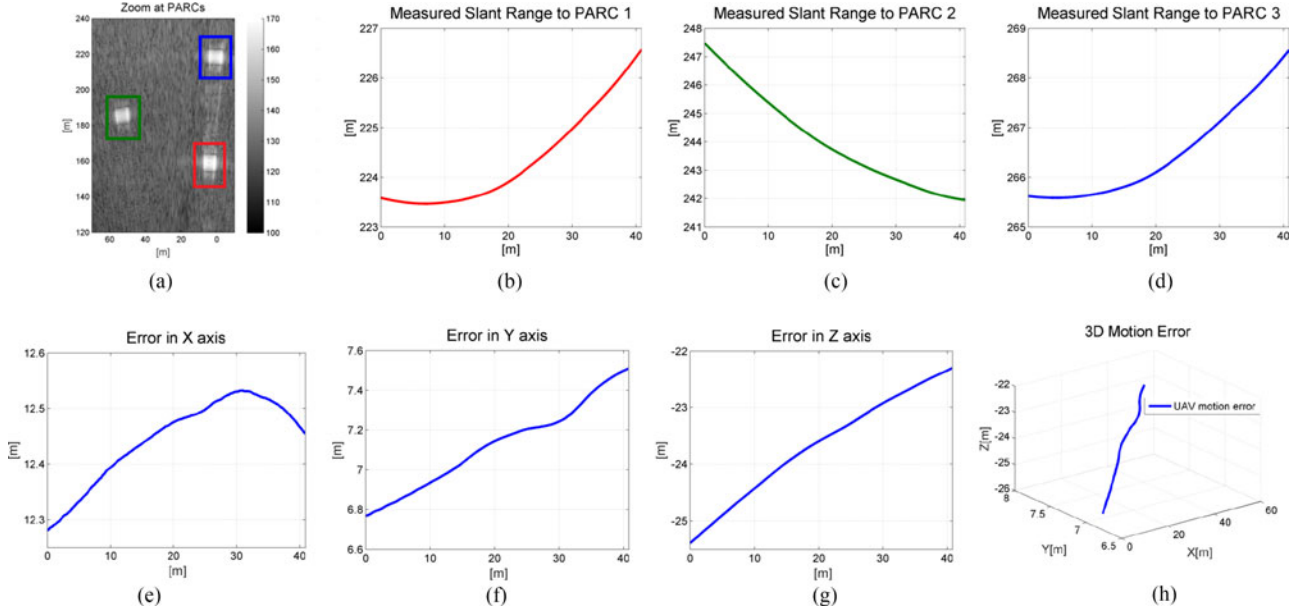 Zoom at PARCs
240
220
200
180
160
140
120
[m]
60 40 20 0
[m]
170
160
150
140
130
120
110
100
(a)
Measured Slant Range to PARC 1
227
226
225
224
223
[m]
0 10 20 30 40
[m]
(b)
Measured Slant Range to PARC 2
248
247
246
245
244
243
242
241
[m]
0 10 20 30 40
[m]
(c)
Measured Slant Range to PARC 3
269
268
267
266
265
[m]
0 10 20 30 40
[m]
(d)
Error in X axis
12.6
12.5
12.4
12.3
[m]
0 10 20 30 40
[m]
(e)
Error in Y axis
7.6
7.4
7.2
7
6.8
6.6
[m]
0 10 20 30 40
[m]
(f)
Error in Z axis
-22
-23
-24
-25
[m]
0 10 20 30 40
[m]
(g)
3D Motion Error
-22
-23
-24
-25
-26
Z[m]
UAV motion error
8
7.5
7
6.5
Y[m]
0 20 40 60
X[m]
(h)